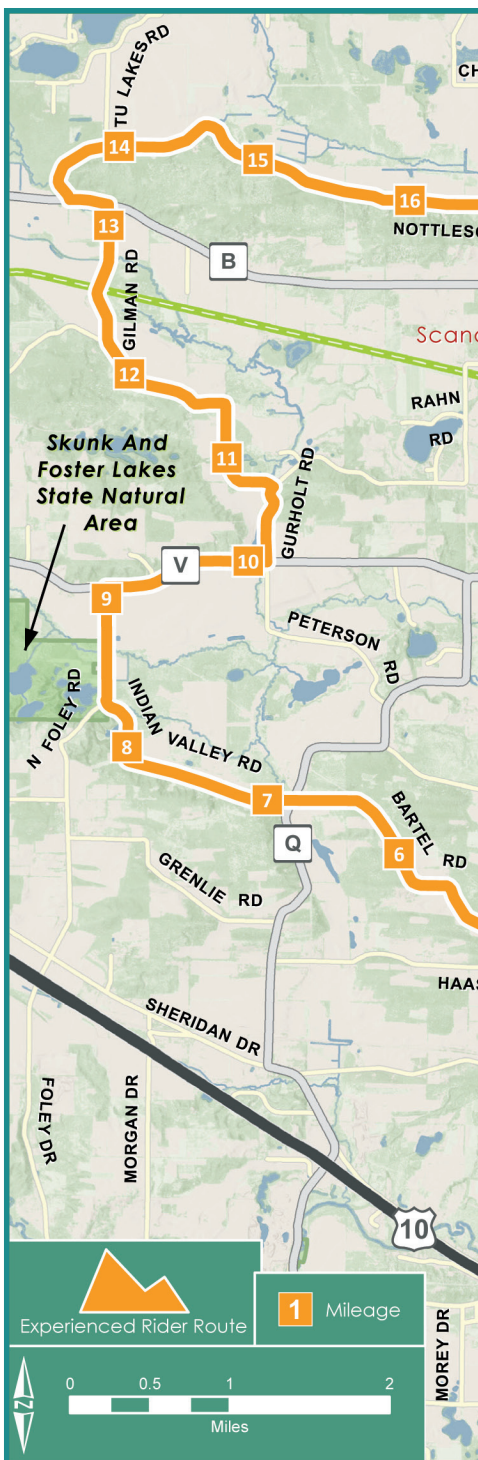 TU LAKES RD
CH
14
15
16
13
NOTTLESO
B
GILMAN RD
Scand
12
RAHN
RD
Skunk And
Foster Lakes
State Natural
Area
11
GURHOLT RD
V
10
9
PETERSON
RD
N FOLEY RD
INDIAN VALLEY RD
8
7
BARTEL
RD
6
Q
GRENLIE RD
HAAS
SHERIDAN DR
FOLEY DR
MORGAN DR
10
Experienced Rider Route
1 Mileage
MOREY DR
N
0 0.5 1 2
Miles